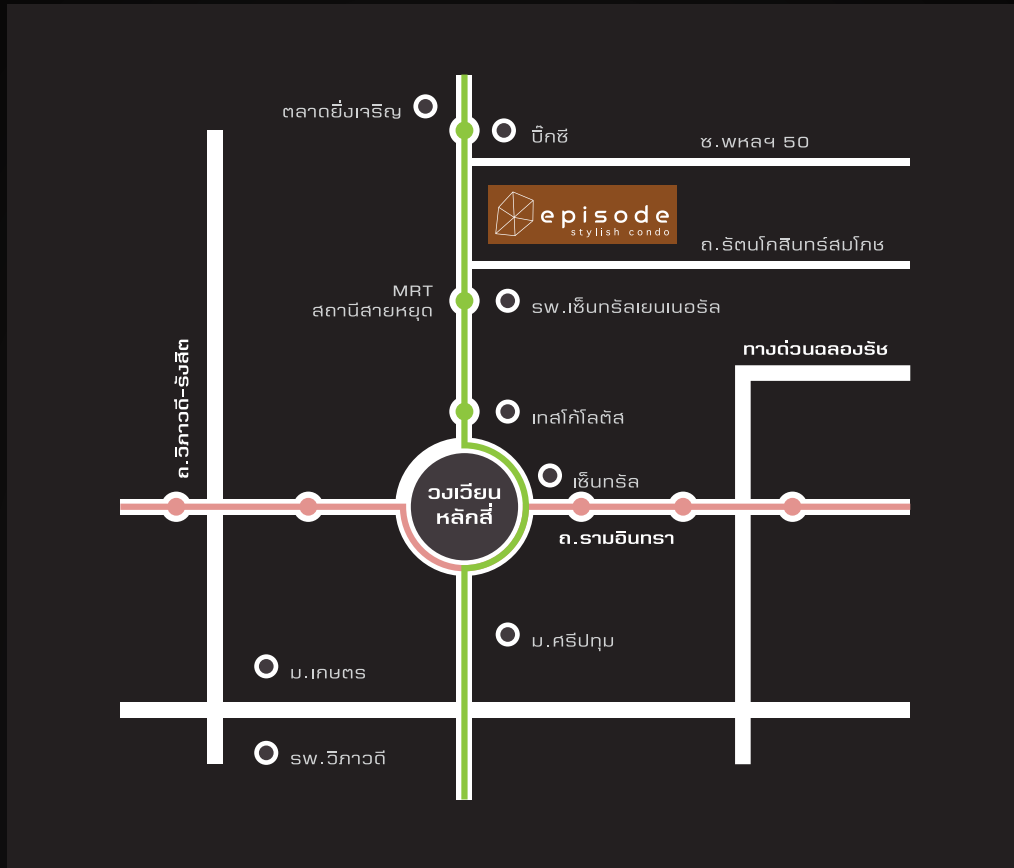 ตลาดยิ่งเจริญ
บิ๊กซี
ซ.พหลฯ 50
episode
stylish condo
ถ.รัตนโกสินทร์สมโภช
MRT
สถานีสายหยุด
รพ.เซ็นทรัลเยนเนอรัล
ทางด่วนฉลองรัช
ถ.วิภาวดี-รังสิต
เทสโก้โลตัส
เซ็นทรัล
วงเวียน
หลักสี่
ถ.รามอินทรา
ม.ศรีปทุม
ม.เกษตร
รพ.วิภาวดี